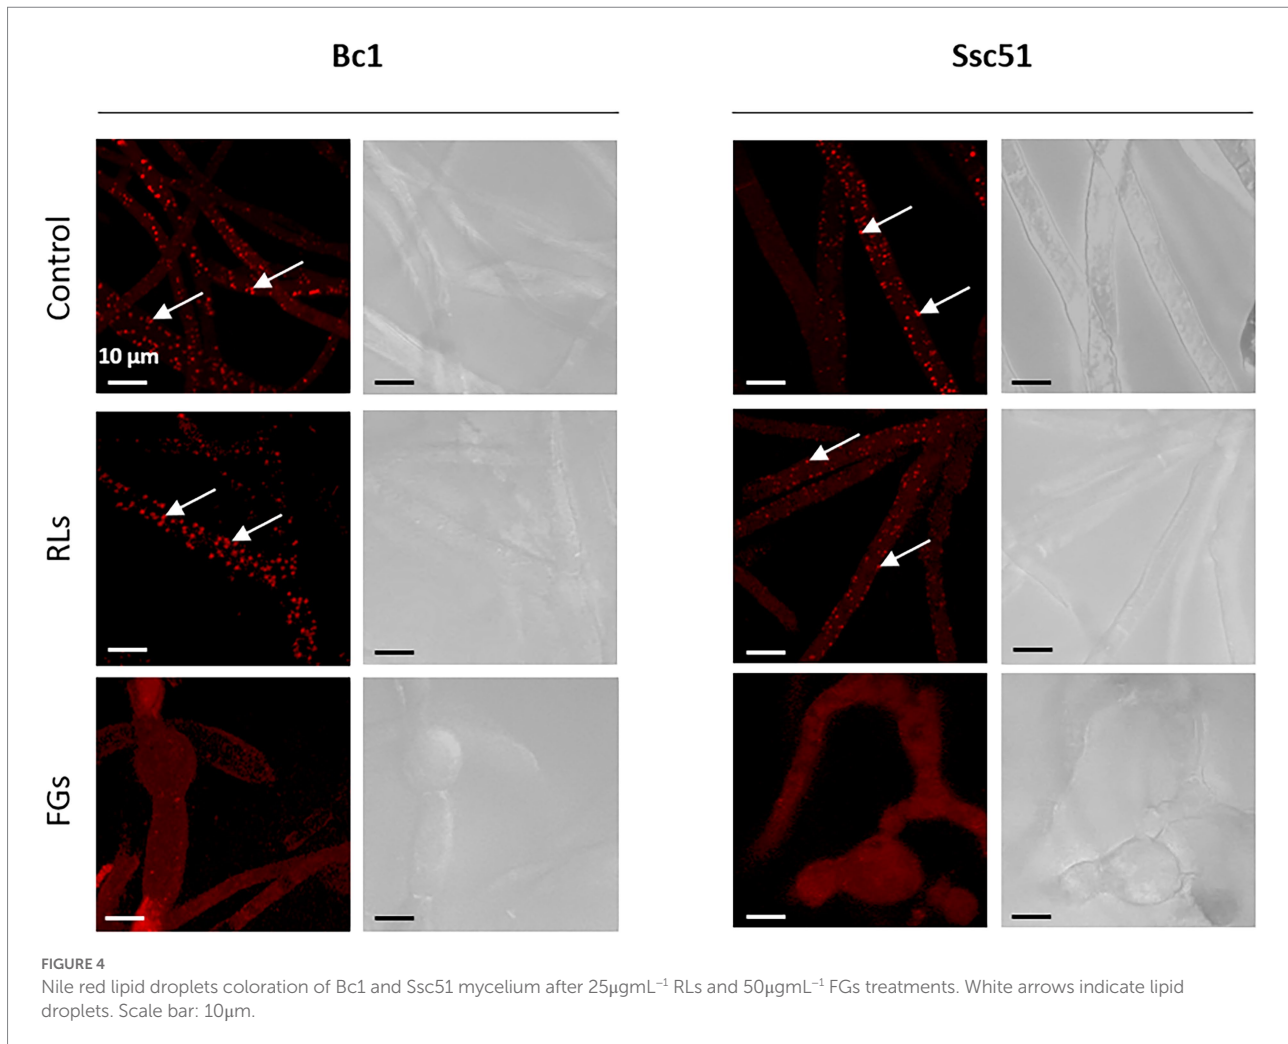 Bc1
Ssc51
Control
10 µm
RLs
FGs
FIGURE 4
Nile red lipid droplets coloration of Bc1 and Ssc51 mycelium after 25μgmL⁻¹ RLs and 50μgmL⁻¹ FGs treatments. White arrows indicate lipid
droplets. Scale bar: 10μm.